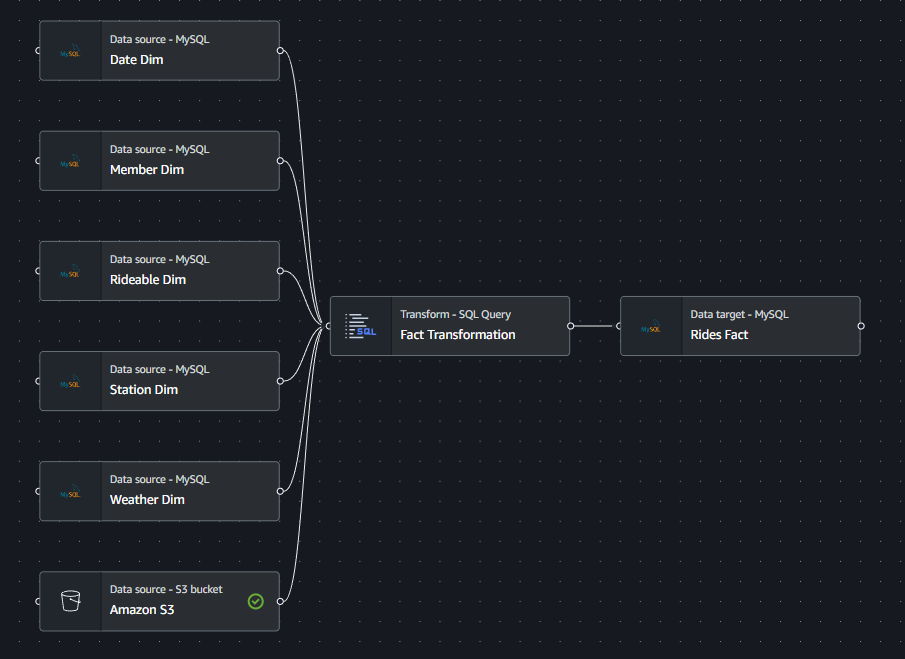 Data source - MySQL
MySQL
Date Dim
Data source - MySQL
MySQL
Member Dim
Data source - MySQL
MySQL
Rideable Dim
Data source - MySQL
MySQL
Station Dim
Data source - MySQL
MySQL
Weather Dim
Data source - S3 bucket
Amazon S3
Transform - SQL Query
SQL
Fact Transformation
Data target - MySQL
MySQL
Rides Fact